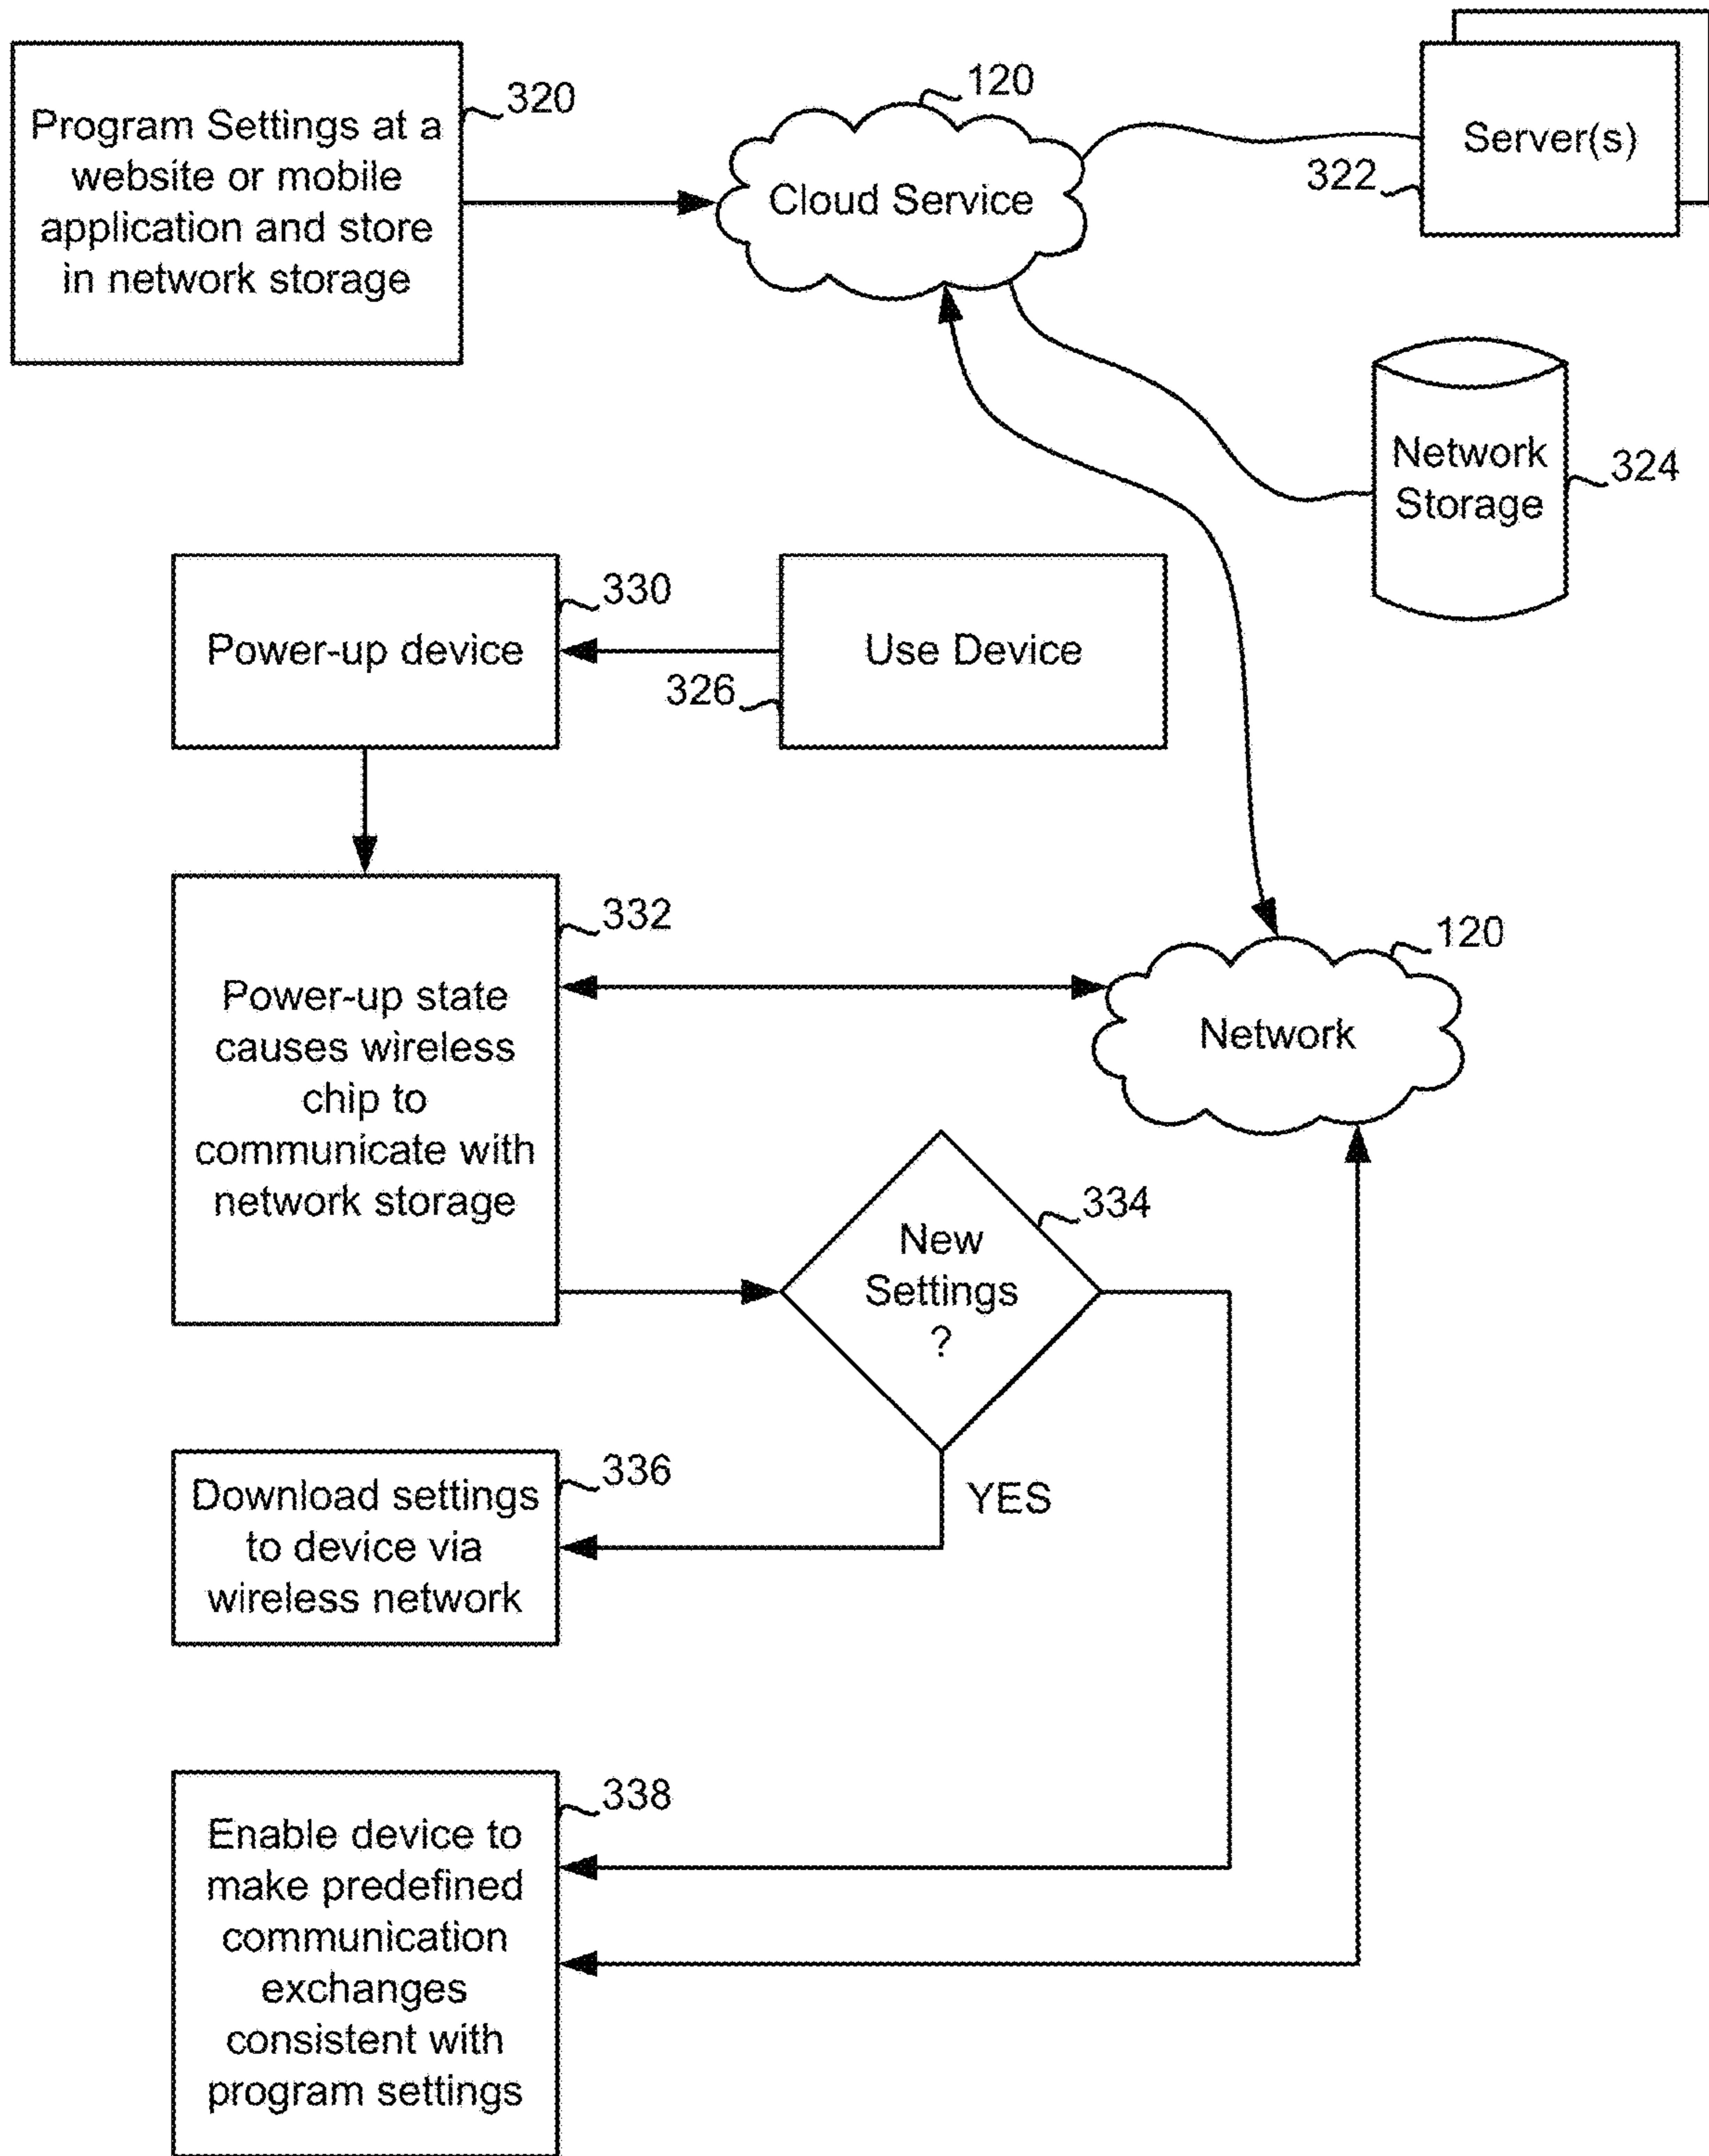 Program Settings at a
website or mobile
application and store
in network storage
320
Cloud Service
120
Server(s)
322
Network
Storage
324
Power-up device
330
Use Device
326
Power-up state
causes wireless
chip to
communicate with
network storage
332
Network
120
New
Settings
?
334
YES
Download settings
to device via
wireless network
336
Enable device to
make predefined
communication
exchanges
consistent with
program settings
338